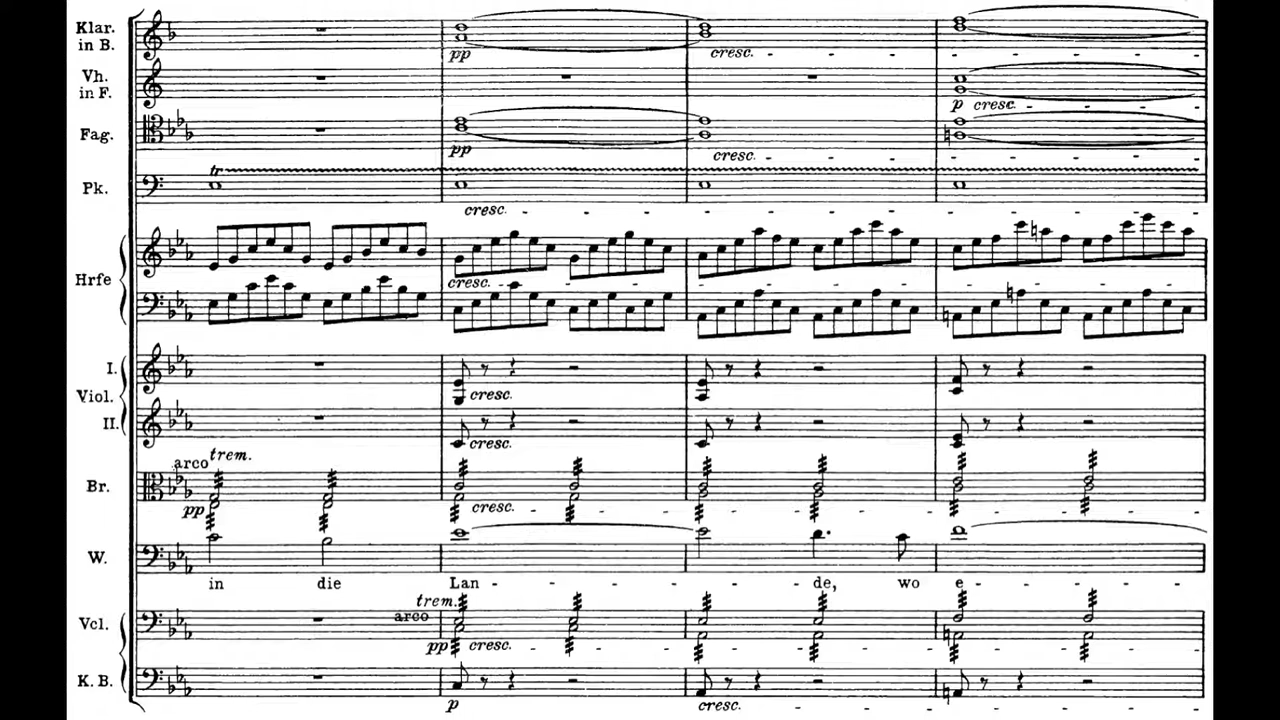 Klar.
in B.
pp
cresc.
Vh.
in F.
p cresc.
Fag.
pp
cresc.
Pk.
tr
cresc.
Hrfe
cresc.
I.
Viol.
cresc.
II.
cresc.
arco trem.
Br.
pp
cresc.
W.
in die Lan - - - - de, wo e - - - -
trem.
arco
Vcl.
pp cresc.
K. B.
p
cresc.